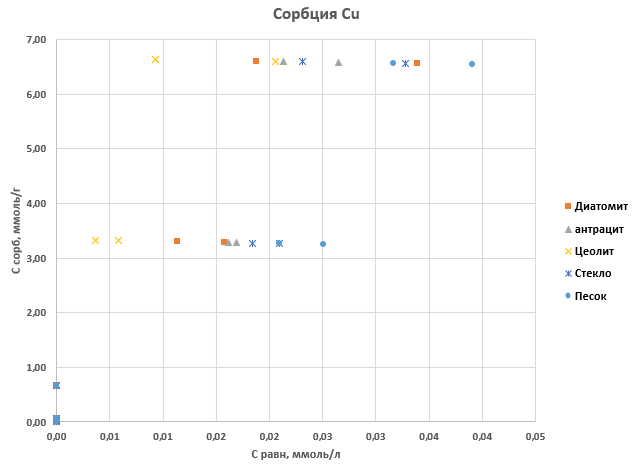 Сорбция Cu
7,00
6,00
5,00
4,00
3,00
2,00
1,00
0,00
С сорб, ммоль/г
0,00 0,01 0,01 0,02 0,02 0,03 0,03 0,04 0,04 0,05
С равн, ммоль/л
Диатомит
антрацит
Цеолит
Стекло
Песок